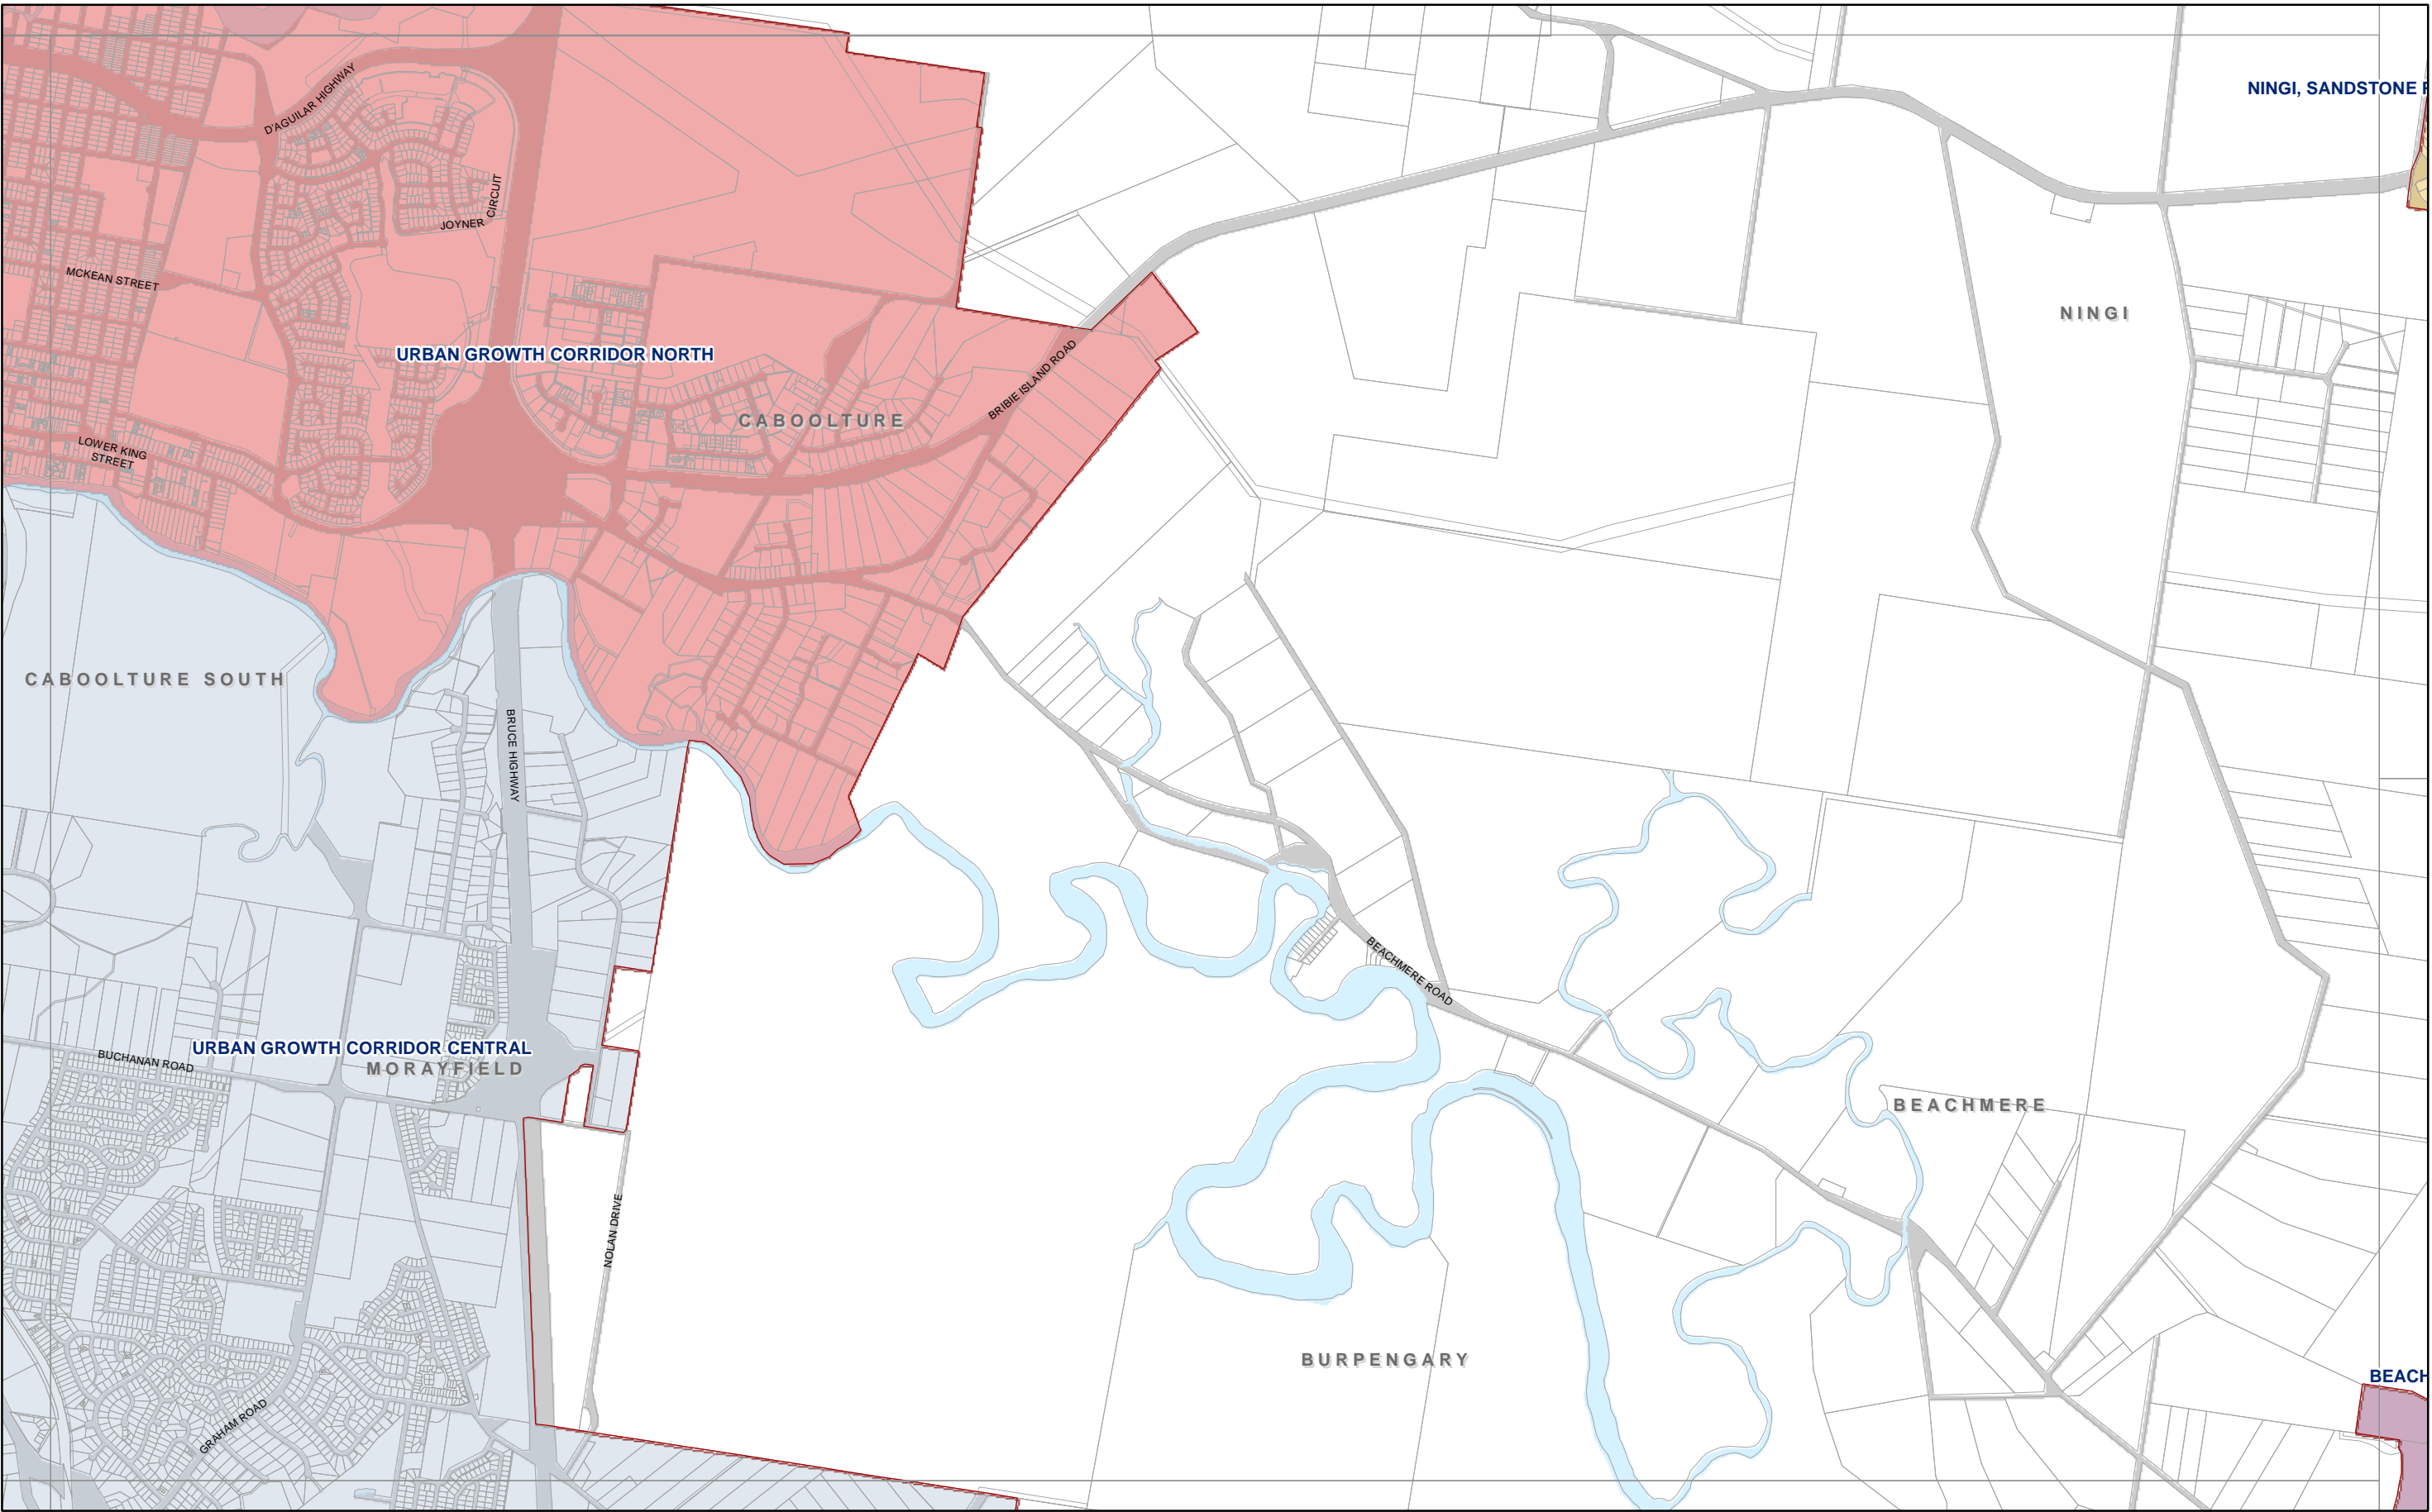 NINGI, SANDSTONE
D'AGUILAR HIGHWAY
JOYNER
CIRCUIT
MCKEAN STREET
NINGI
URBAN GROWTH CORRIDOR NORTH
BRIBIE ISLAND ROAD
CABOOLTURE
LOWER KING
STREET
CABOOLTURE SOUTH
BRUCE HIGHWAY
BEACHMERE ROAD
URBAN GROWTH CORRIDOR CENTRAL
BUCHANAN ROAD
MORAYFIELD
BEACHMERE
NOLAN DRIVE
BURPENGARY
BEACH
GRAHAM ROAD